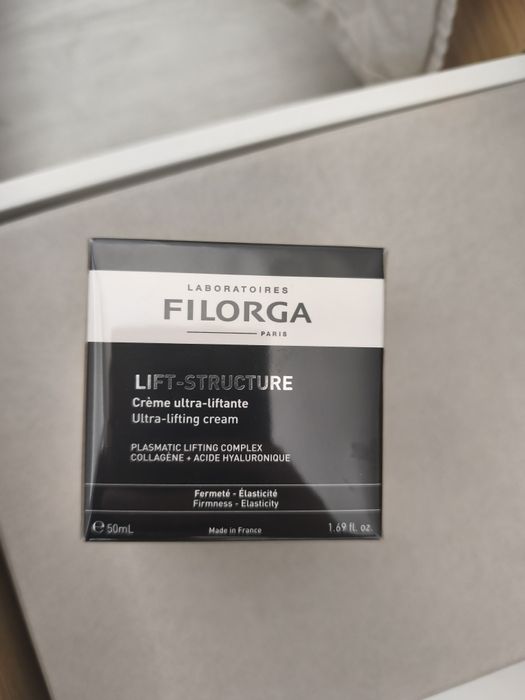 LABORATOIRES
FILORGA
PARIS
LIFT-STRUCTURE
Crème ultra-liftante
Ultra-lifting cream
PLASMATIC LIFTING COMPLEX
COLLAGÈNE + ACIDE HYALURONIQUE
Fermeté - Élasticité
Firmness - Elasticity
℮ 50mL Made in France 1.69 fl. oz.